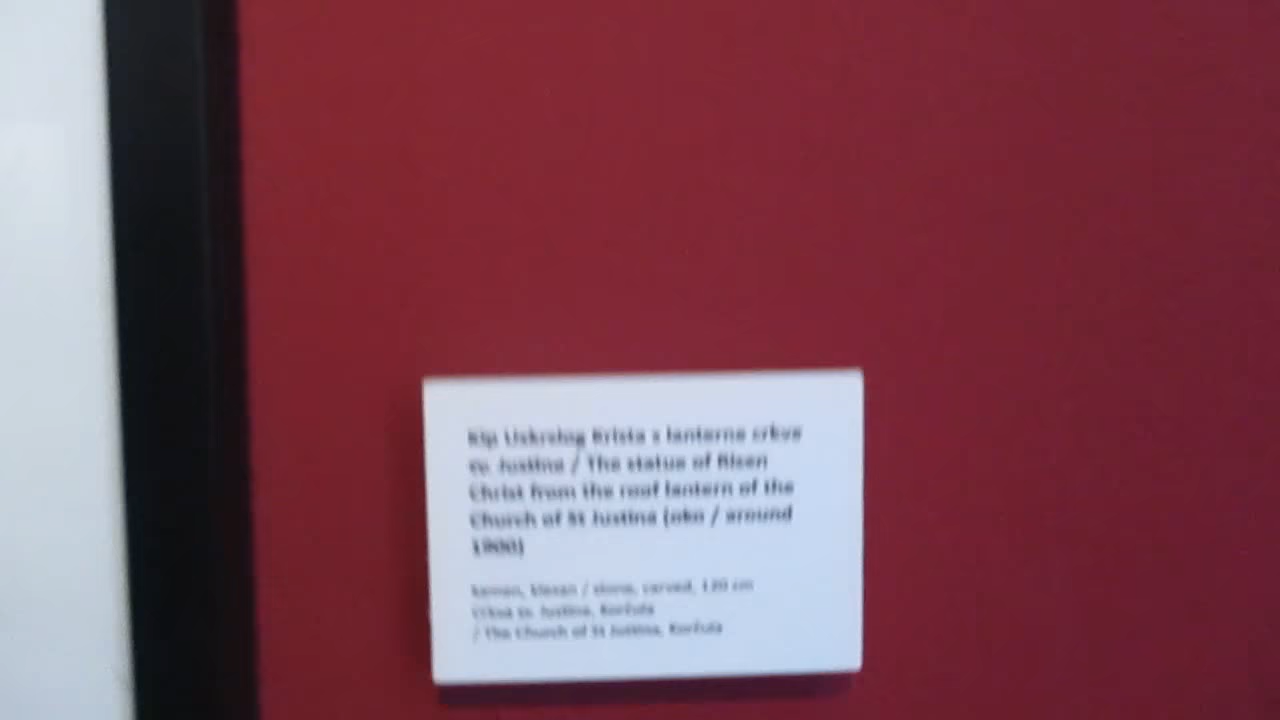 Kip Uskrslog Krista s lanterne crkve
sv. Justina / The statue of Risen
Christ from the roof lantern of the
Church of St Justina (oko / around
1900)
kamen, klesan / stone, carved, 120 cm
Crkva sv. Justina, Korčula
/ The Church of St Justina, Korčula